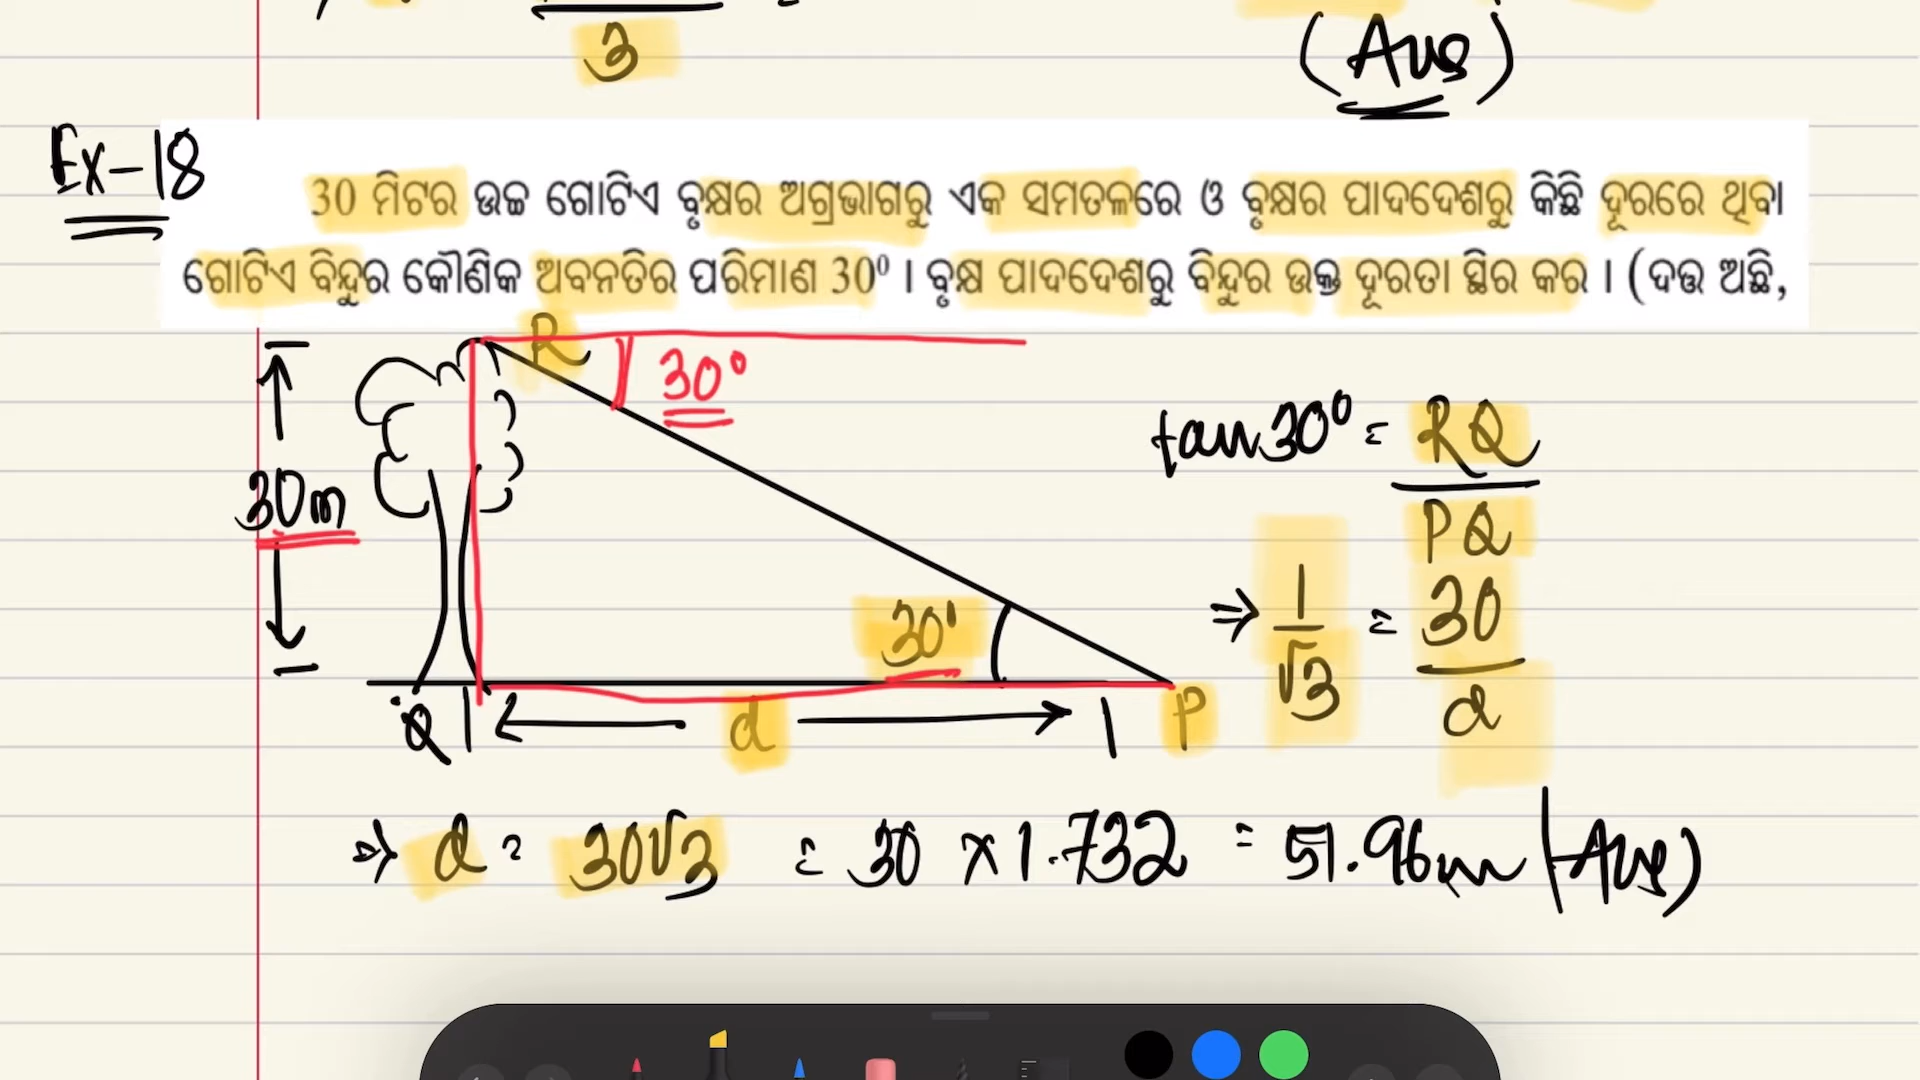 3
(Ans)
Ex-18
30 ମିଟର ଉଚ୍ଚ ଗୋଟିଏ ବୃକ୍ଷର ଅଗ୍ରଭାଗରୁ ଏକ ସମତଳରେ ଓ ବୃକ୍ଷର ପାଦଦେଶରୁ କିଛି ଦୂରରେ ଥିବା
ଗୋଟିଏ ବିନ୍ଦୁର କୌଣିକ ଅବନତିର ପରିମାଣ 30⁰ । ବୃକ୍ଷ ପାଦଦେଶରୁ ବିନ୍ଦୁର ଉକ୍ତ ଦୂରତା ସ୍ଥିର କର । (ଦତ୍ତ ଅଛି,
R
30°
30m
30°
Q
d
P
tan30° = RQ/PQ
⇒ 1/√3 = 30/d
⇒ d = 30√3 = 30 × 1.732 = 51.96m (Ans)